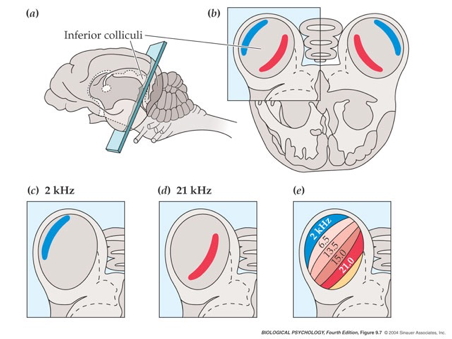 (a)
Inferior colliculi
(b)
(c) 2 kHz
(d) 21 kHz
(e)
2 kHz
6.5
13.5
15.0
21.0
BIOLOGICAL PSYCHOLOGY, Fourth Edition, Figure 9.7 © 2004 Sinauer Associates, Inc.